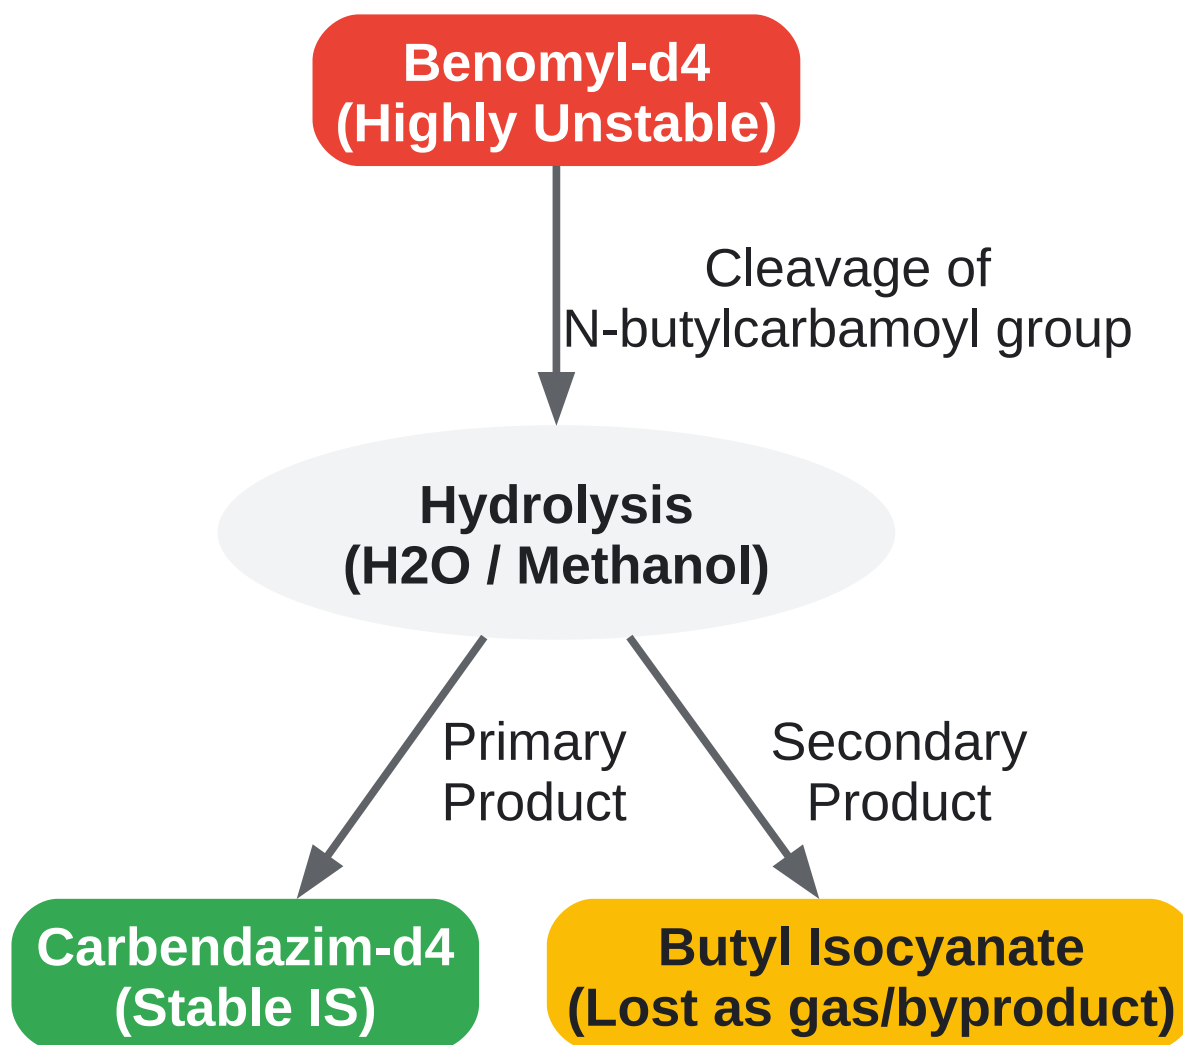 Benomyl-d4
(Highly Unstable)
Cleavage of
N-butylcarbamoyl group
Hydrolysis
(H2O / Methanol)
Primary
Product
Secondary
Product
Carbendazim-d4
(Stable IS)
Butyl Isocyanate
(Lost as gas/byproduct)